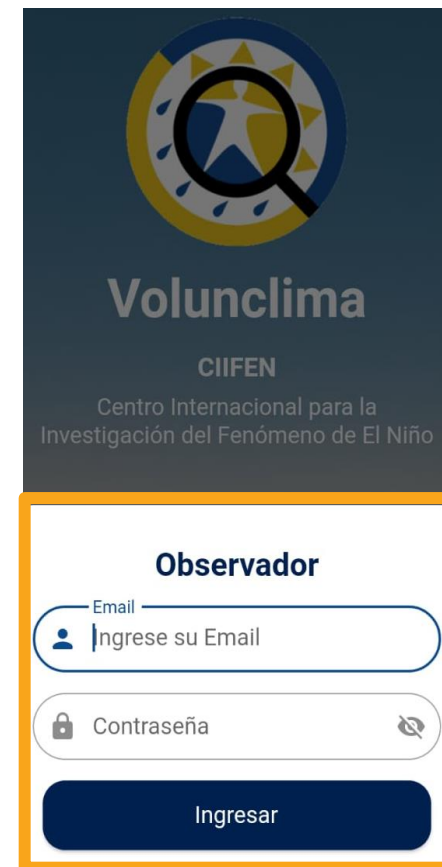 Volunclima
CIIFEN
Centro Internacional para la
Investigación del Fenómeno de El Niño
Observador
Email
Ingrese su Email
Contraseña
Ingresar